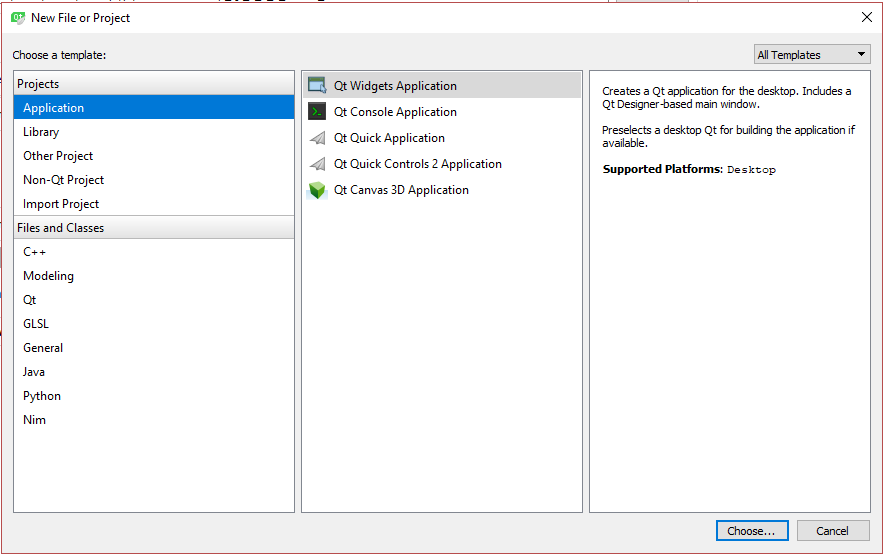 New File or Project
Choose a template:
All Templates
Projects
Application
Library
Other Project
Non-Qt Project
Import Project
Files and Classes
C++
Modeling
Qt
GLSL
General
Java
Python
Nim
Qt Widgets Application
Qt Console Application
Qt Quick Application
Qt Quick Controls 2 Application
Qt Canvas 3D Application
Creates a Qt application for the desktop. Includes a
Qt Designer-based main window.
Preselects a desktop Qt for building the application if
available.
Supported Platforms: Desktop
Choose...
Cancel